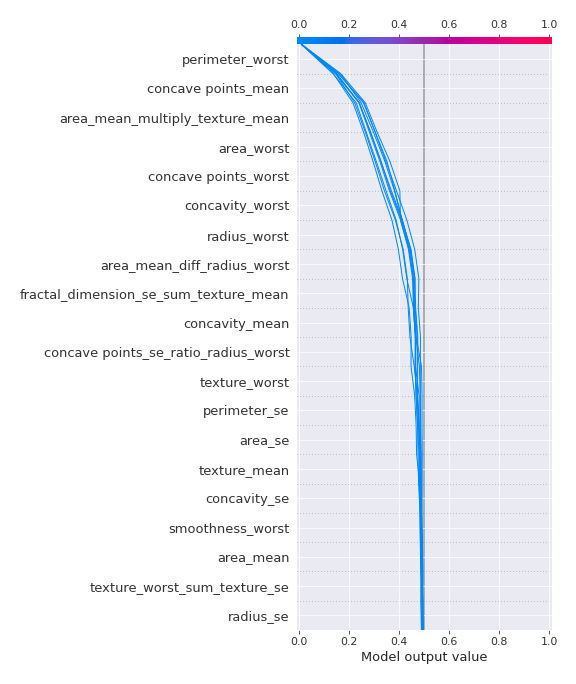 0.0 0.2 0.4 0.6 0.8 1.0
perimeter_worst
concave points_mean
area_mean_multiply_texture_mean
area_worst
concave points_worst
concavity_worst
radius_worst
area_mean_diff_radius_worst
fractal_dimension_se_sum_texture_mean
concavity_mean
concave points_se_ratio_radius_worst
texture_worst
perimeter_se
area_se
texture_mean
concavity_se
smoothness_worst
area_mean
texture_worst_sum_texture_se
radius_se
0.0 0.2 0.4 0.6 0.8 1.0
Model output value